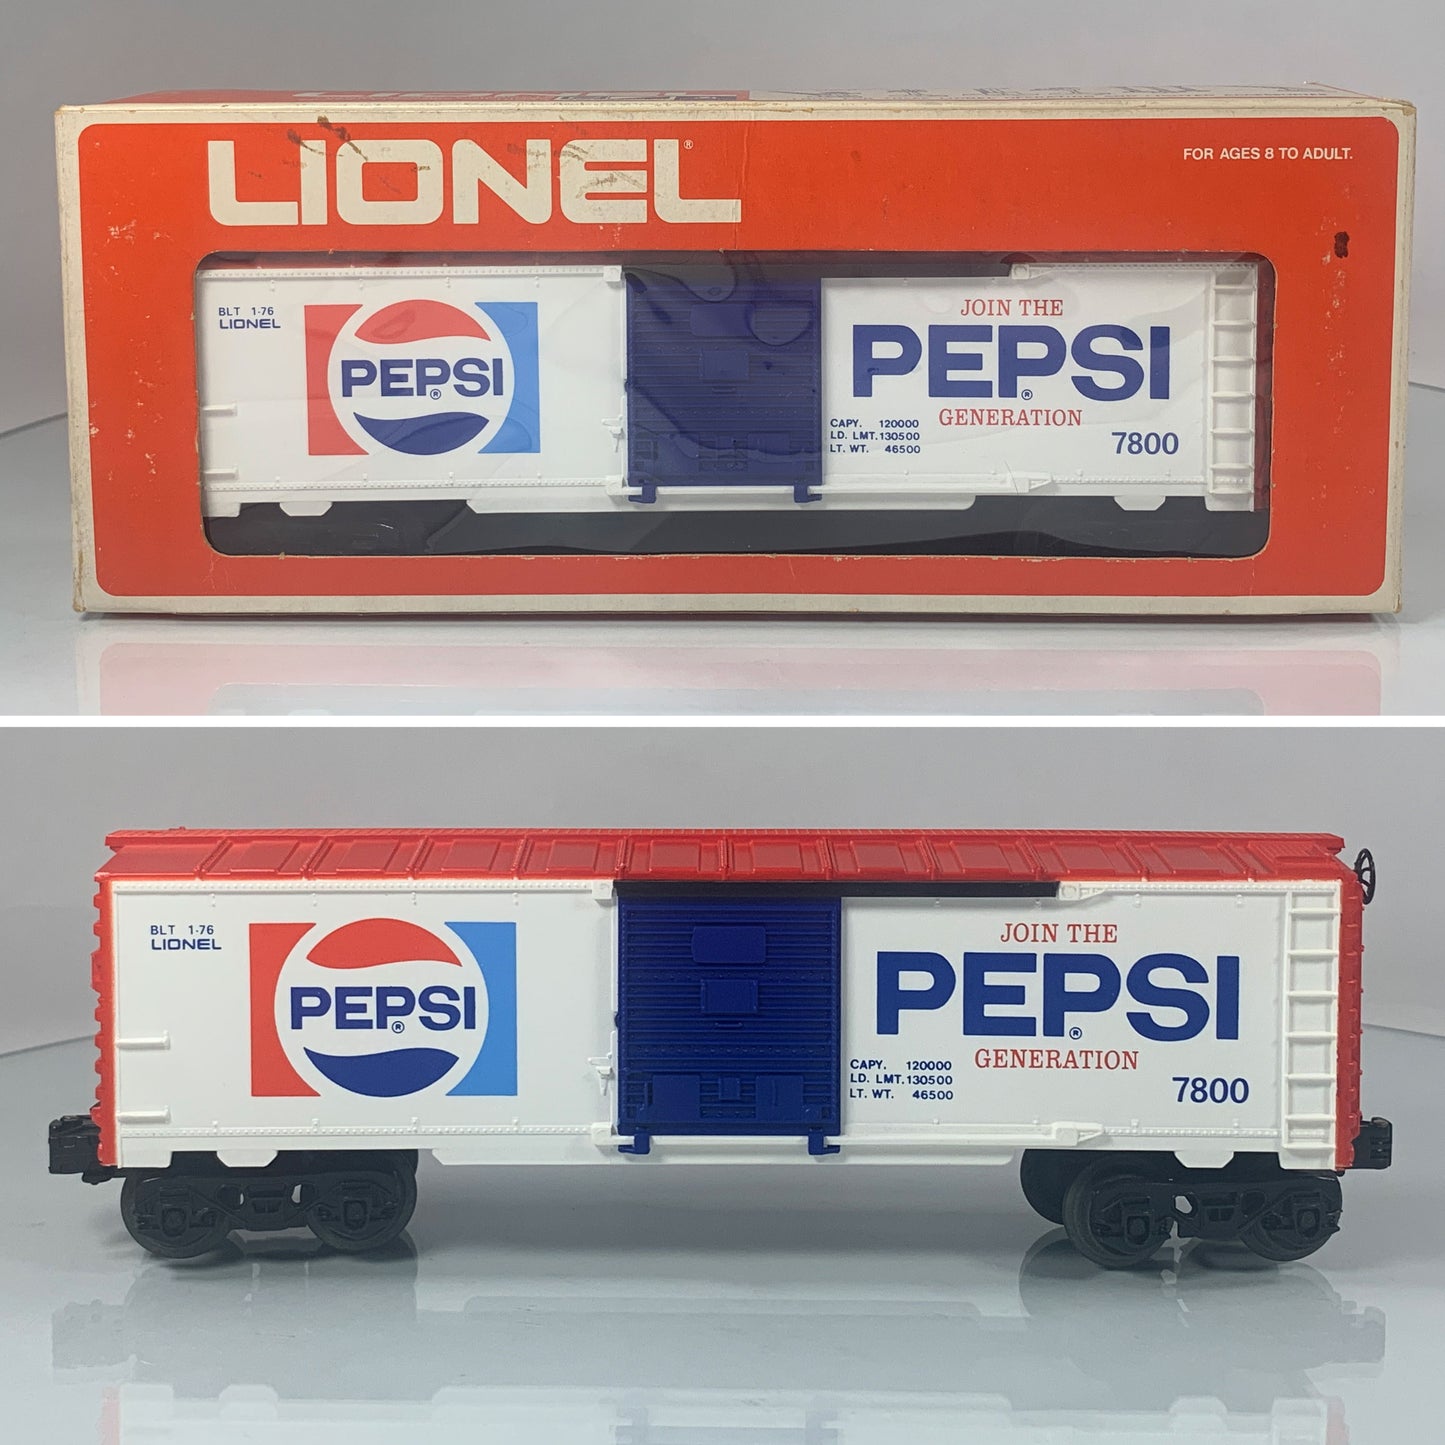 LIONEL®
FOR AGES 8 TO ADULT.
BLT 1-76
LIONEL
PEPSI
®
JOIN THE
PEPSI
®
GENERATION
CAPY. 120000
LD. LMT. 130500
LT. WT. 46500
7800
BLT 1-76
LIONEL
PEPSI
®
JOIN THE
PEPSI
®
GENERATION
CAPY. 120000
LD. LMT. 130500
LT. WT. 46500
7800